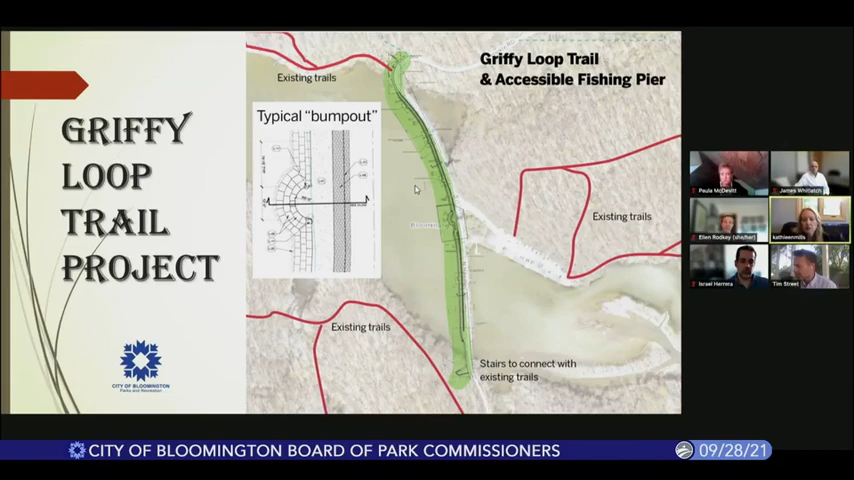 GRIFFY
LOOP
TRAIL
PROJECT
CITY OF BLOOMINGTON
Parks and Recreation
Griffy Loop Trail
& Accessible Fishing Pier
Existing trails
Typical "bumpout"
Existing trails
Existing trails
Stairs to connect with
existing trails
Paula McDevitt
James Whitlatch
Ellen Rodkey (she/her)
kathleenmills
Israel Herrera
Tim Street
CITY OF BLOOMINGTON BOARD OF PARK COMMISSIONERS
09/28/21